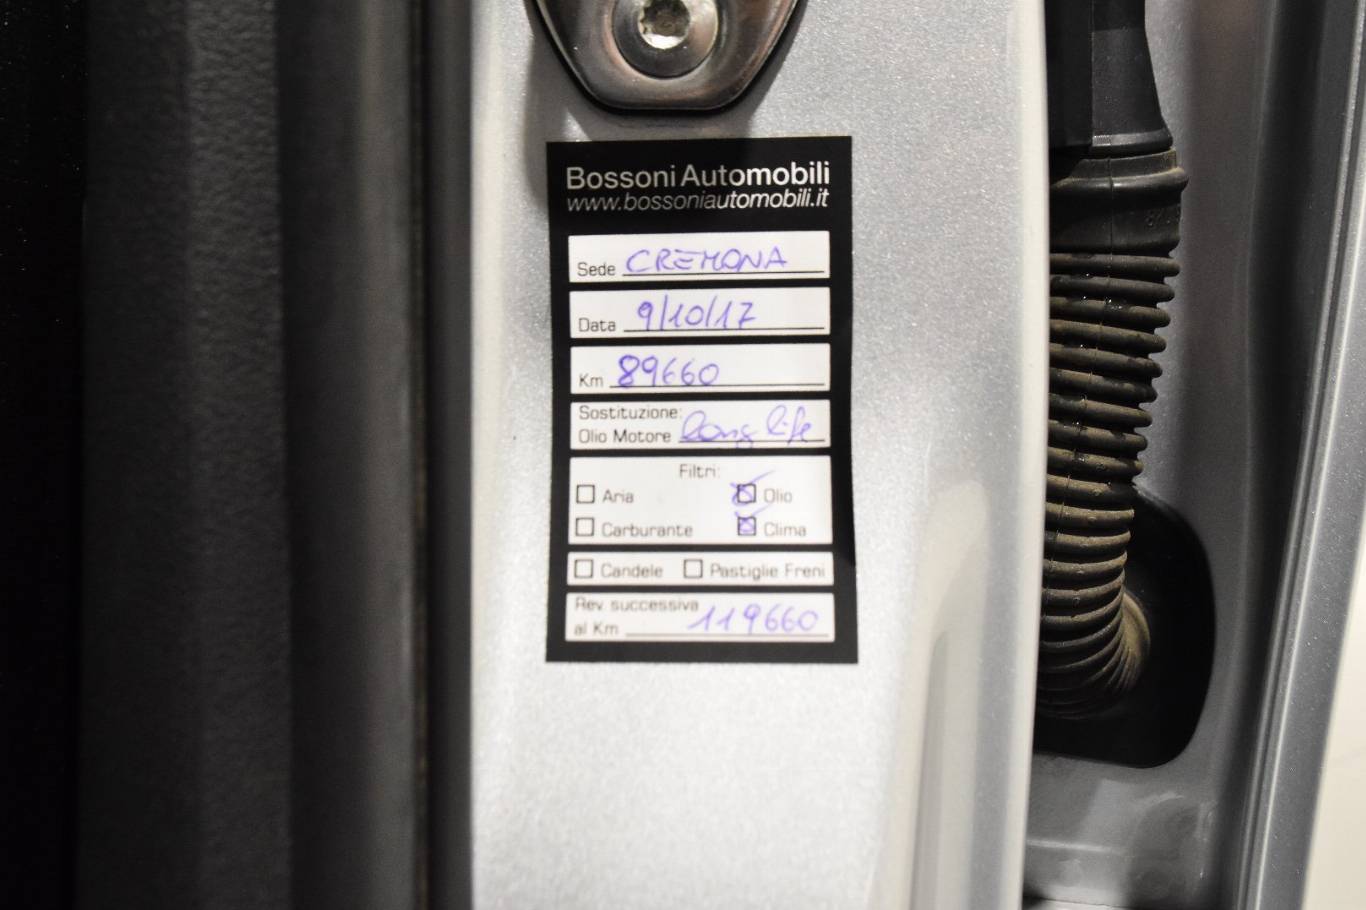 Bossoni Automobili
www.bossoniautomobili.it
Sede CREMONA
Data 9/10/17
Km 89660
Sostituzione:
Olio Motore long life
Filtri:
Aria Olio
Carburante Clima
Candele Pastiglie Freni
Rev. successiva
al Km 119660